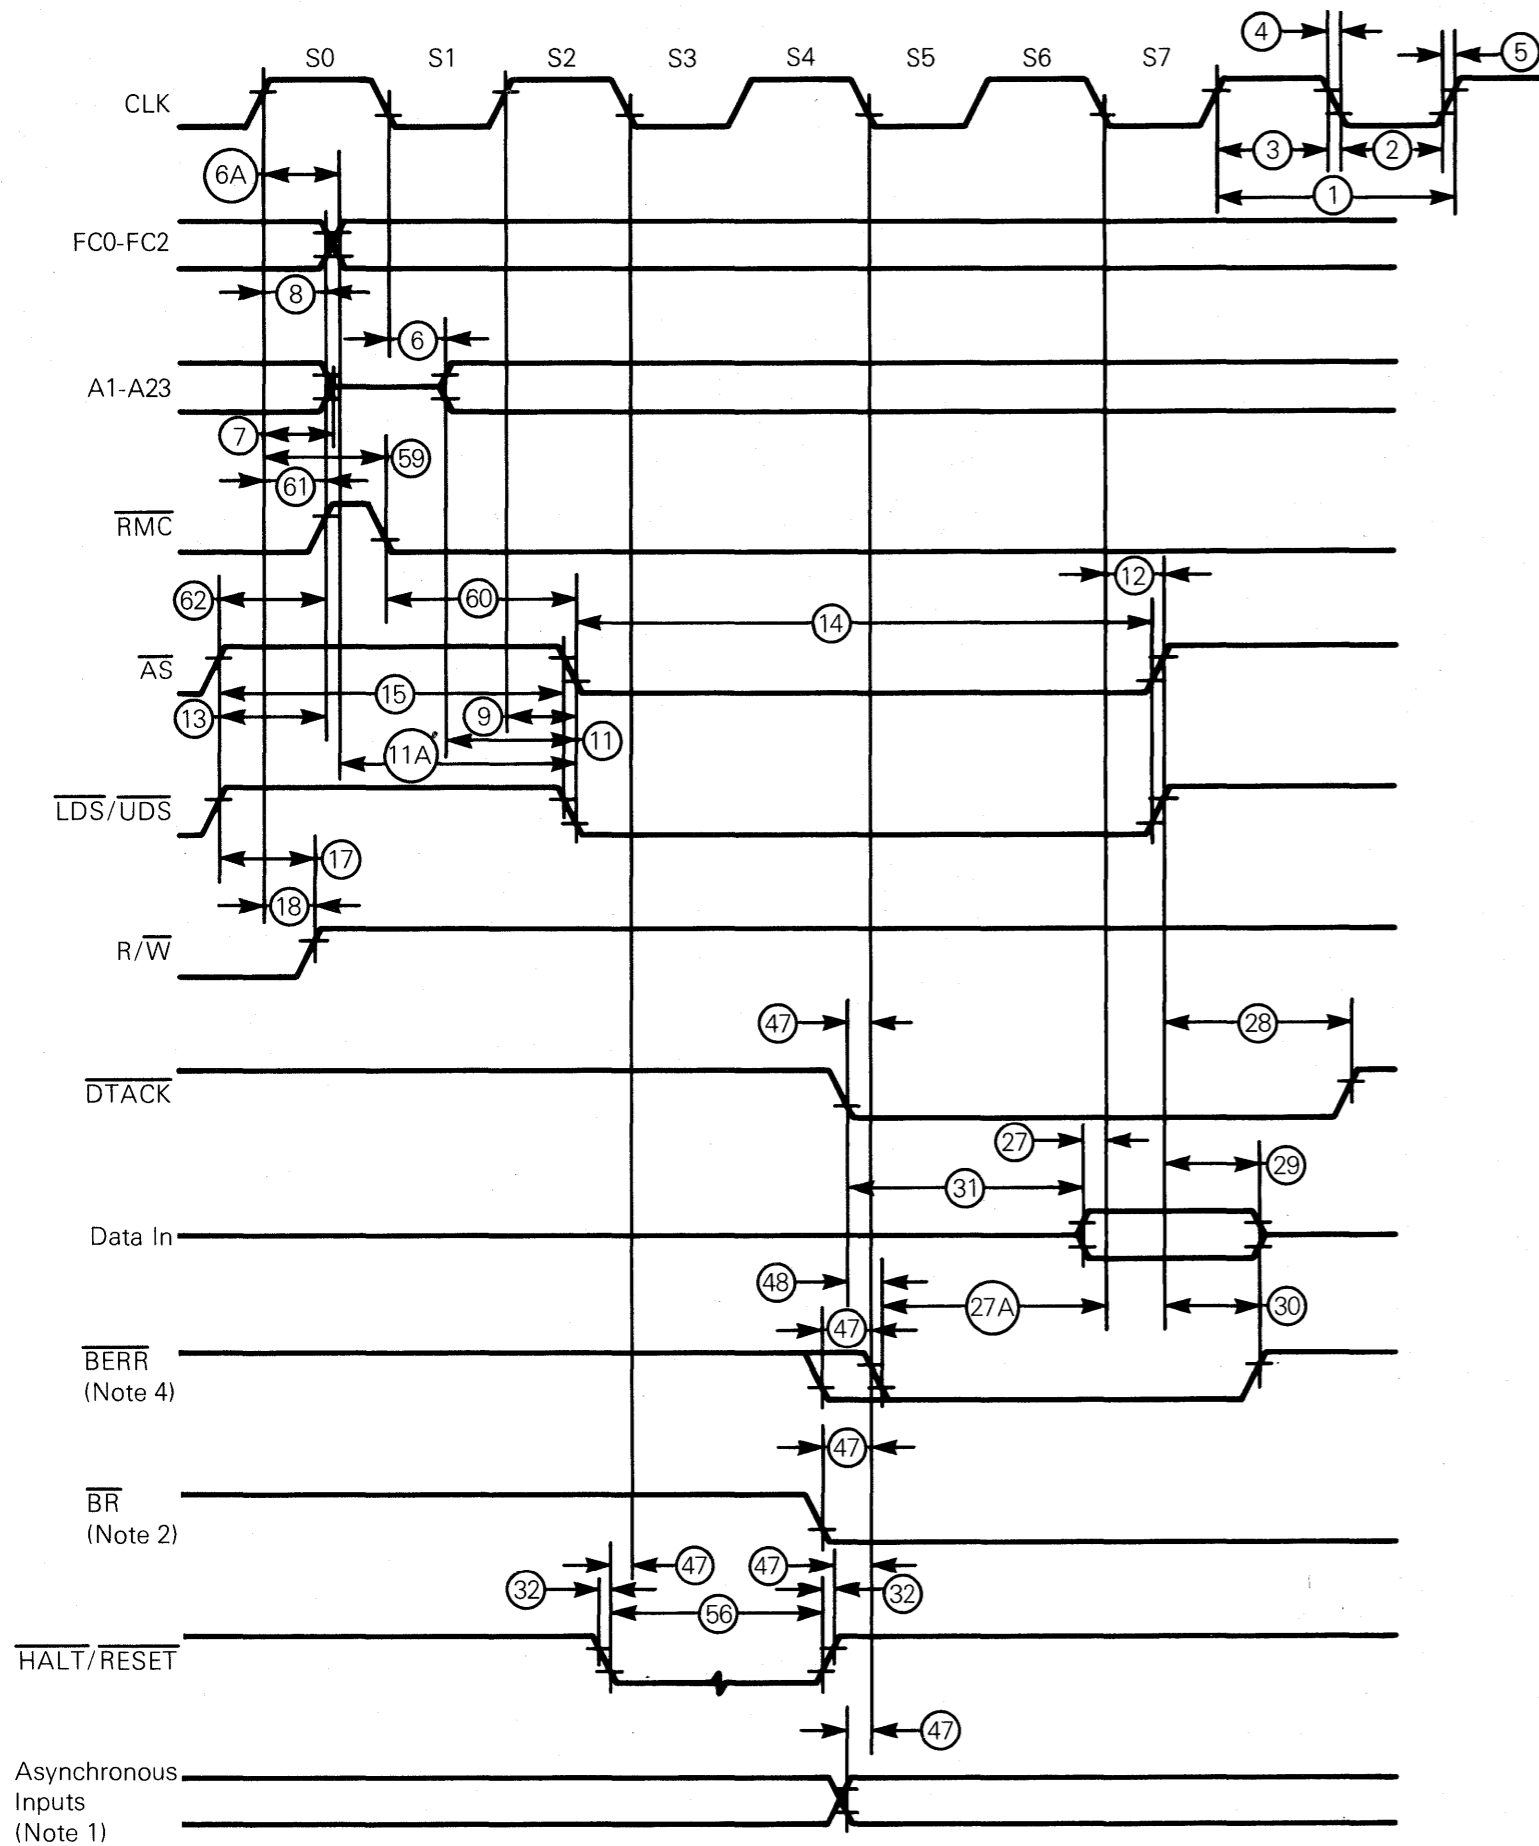 S0 S1 S2 S3 S4 S5 S6 S7
4
5
CLK
3
2
6A
1
FC0-FC2
8
6
A1-A23
7
59
61
RMC
12
62
60
14
AS
15
13
9
11
11A
LDS/UDS
17
18
R/W
47
28
DTACK
27
29
31
Data In
48
27A
30
47
BERR
(Note 4)
47
BR
(Note 2)
47
47
32
32
56
HALT/RESET
47
Asynchronous
Inputs
(Note 1)